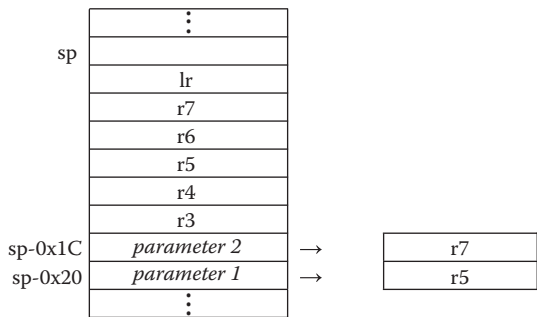 ⋮
sp
lr
r7
r6
r5
r4
r3
sp-0x1C parameter 2 → r7
sp-0x20 parameter 1 → r5
⋮